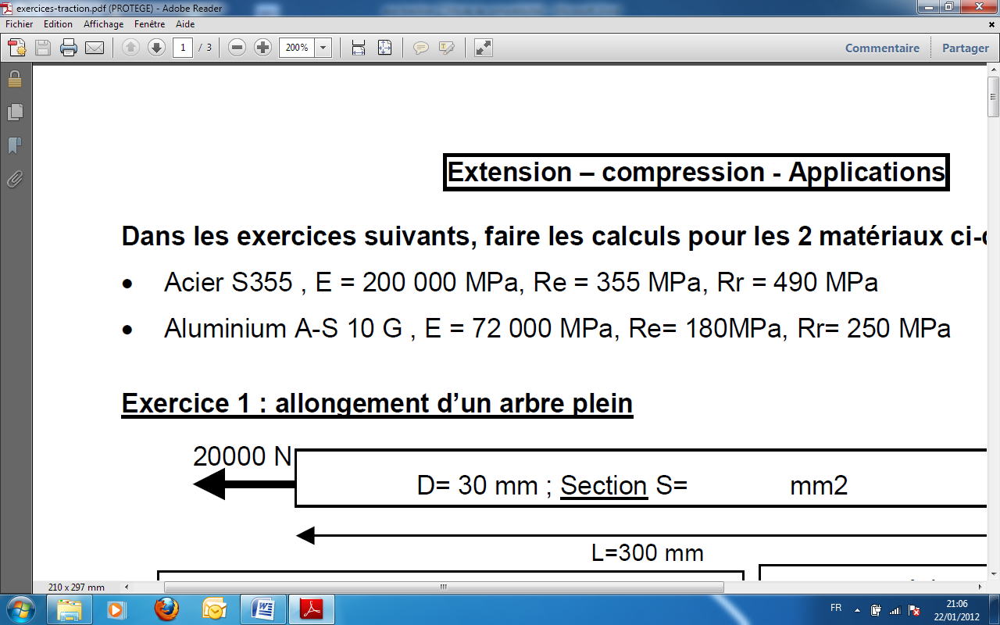 exercices-traction.pdf (PROTEGE) - Adobe Reader
Fichier Edition Affichage Fenêtre Aide
1 / 3 200% Commentaire Partager
Extension – compression - Applications
Dans les exercices suivants, faire les calculs pour les 2 matériaux
• Acier S355 , E = 200 000 MPa, Re = 355 MPa, Rr = 490 MPa
• Aluminium A-S 10 G , E = 72 000 MPa, Re= 180MPa, Rr= 250 MPa
Exercice 1 : allongement d’un arbre plein
20000 N
D= 30 mm ; Section S= mm2
L=300 mm
210 x 297 mm
FR
21:06
22/01/2012